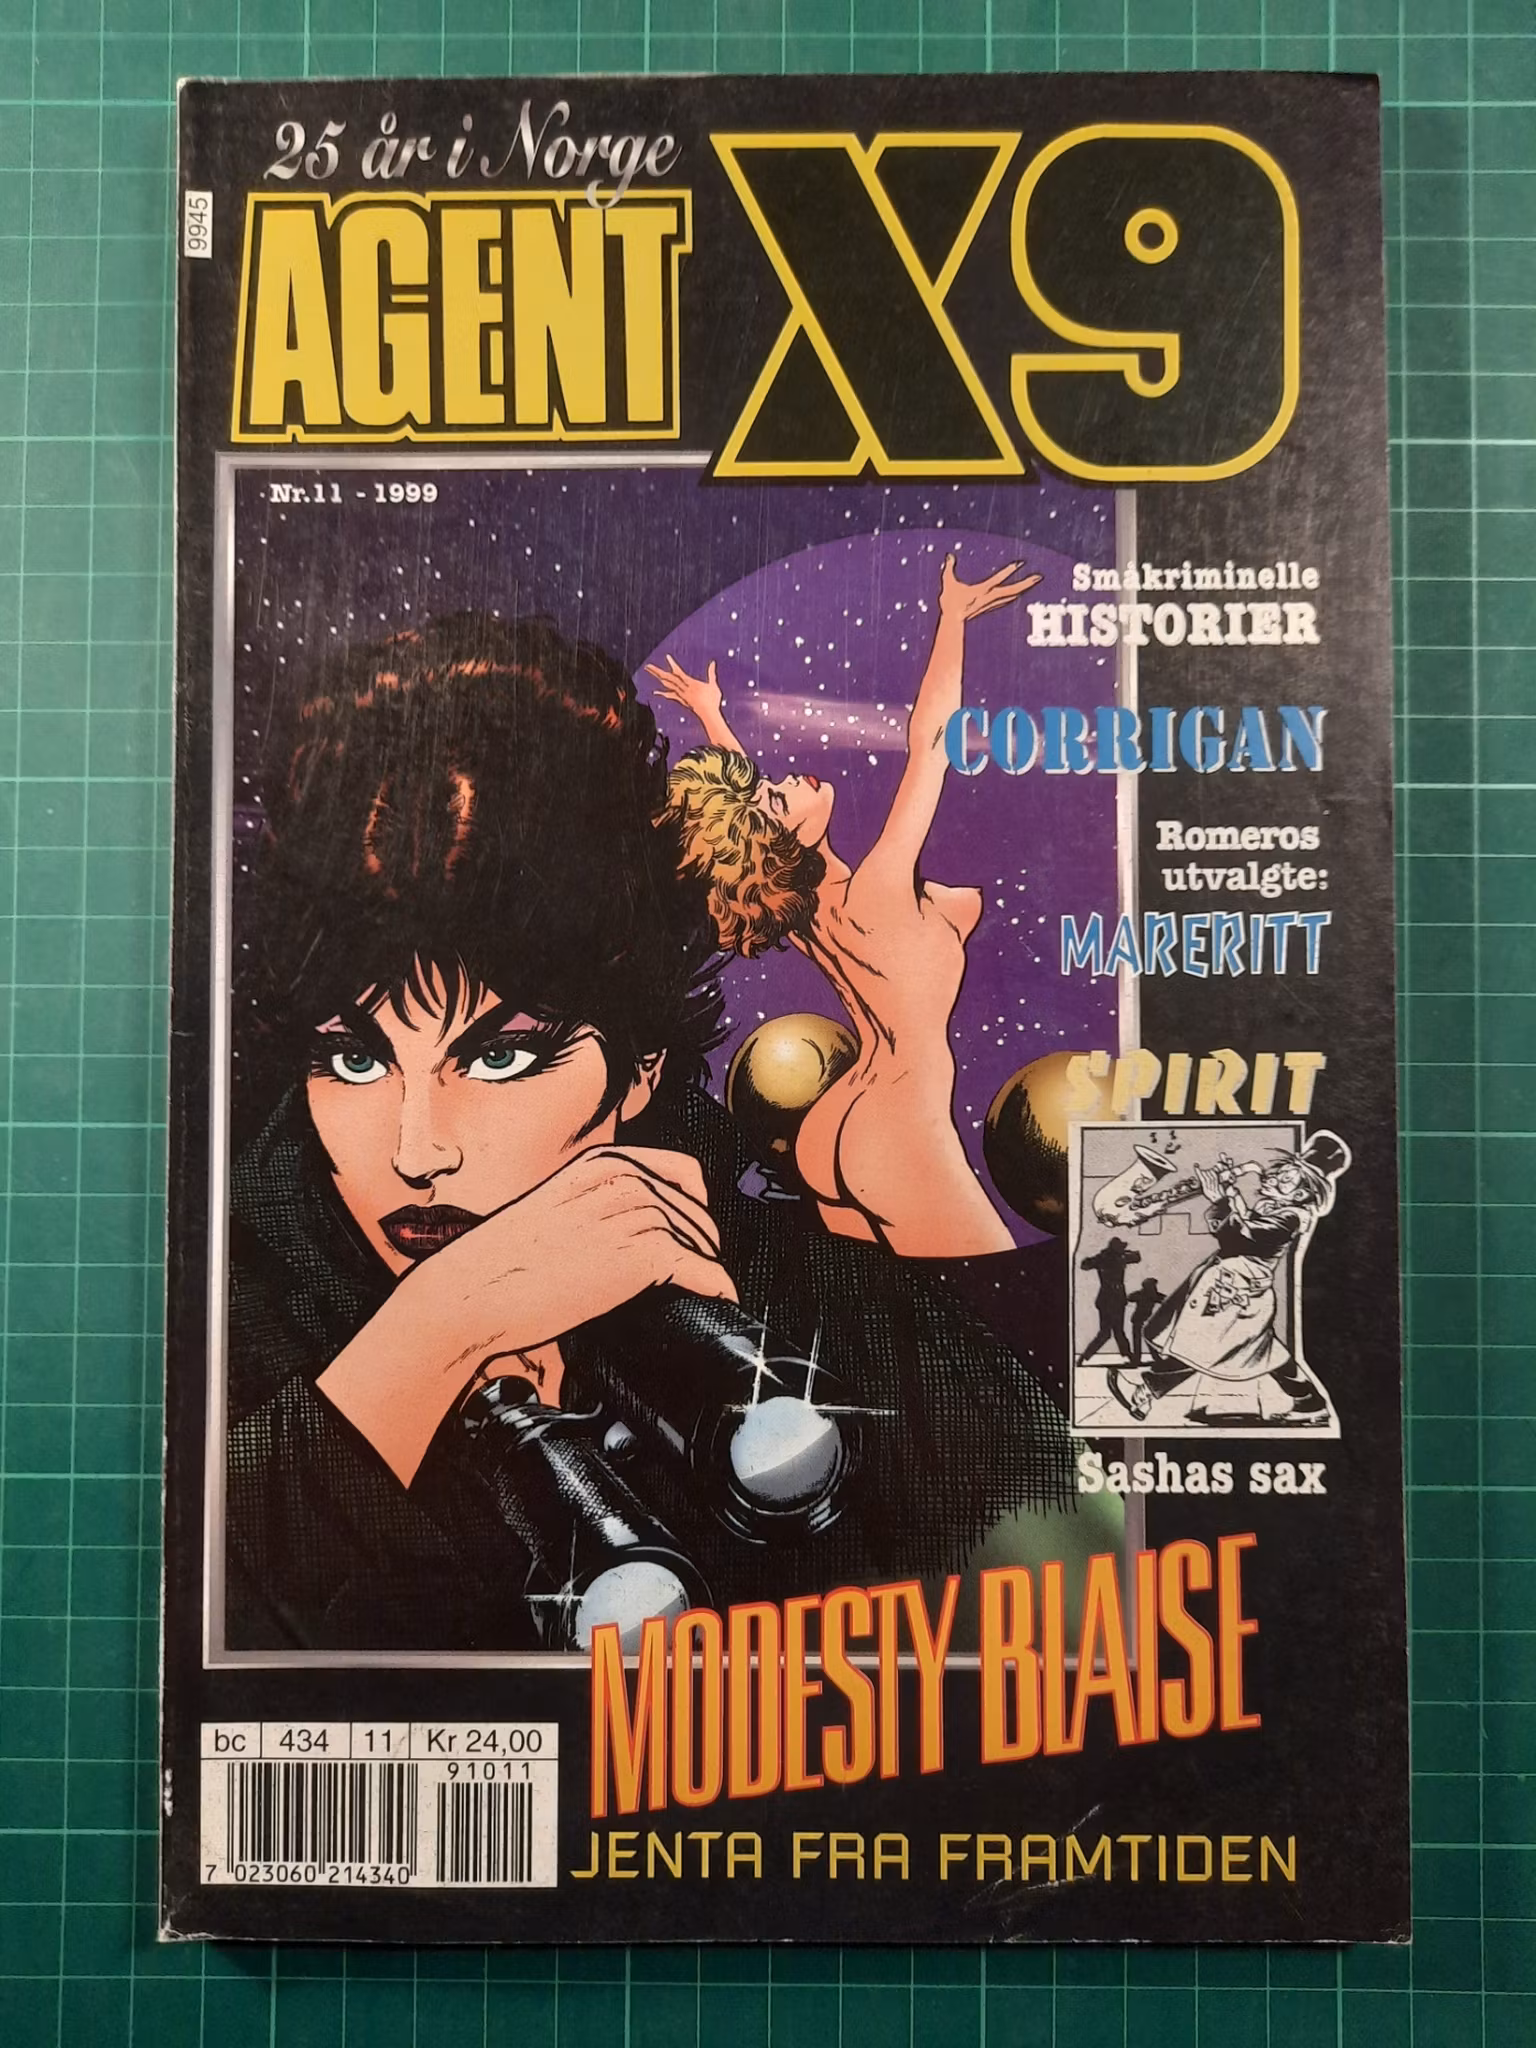 25 år i Norge
AGENT X9
9945
Nr.11 - 1999
Småkriminelle
HISTORIER
CORRIGAN
Romeros
utvalgte:
MARERITT
SPIRIT
Sashas sax
MODESTY BLAISE
JENTA FRA FRAMTIDEN
bc 434 11 Kr 24,00
91011
7 023060 214340